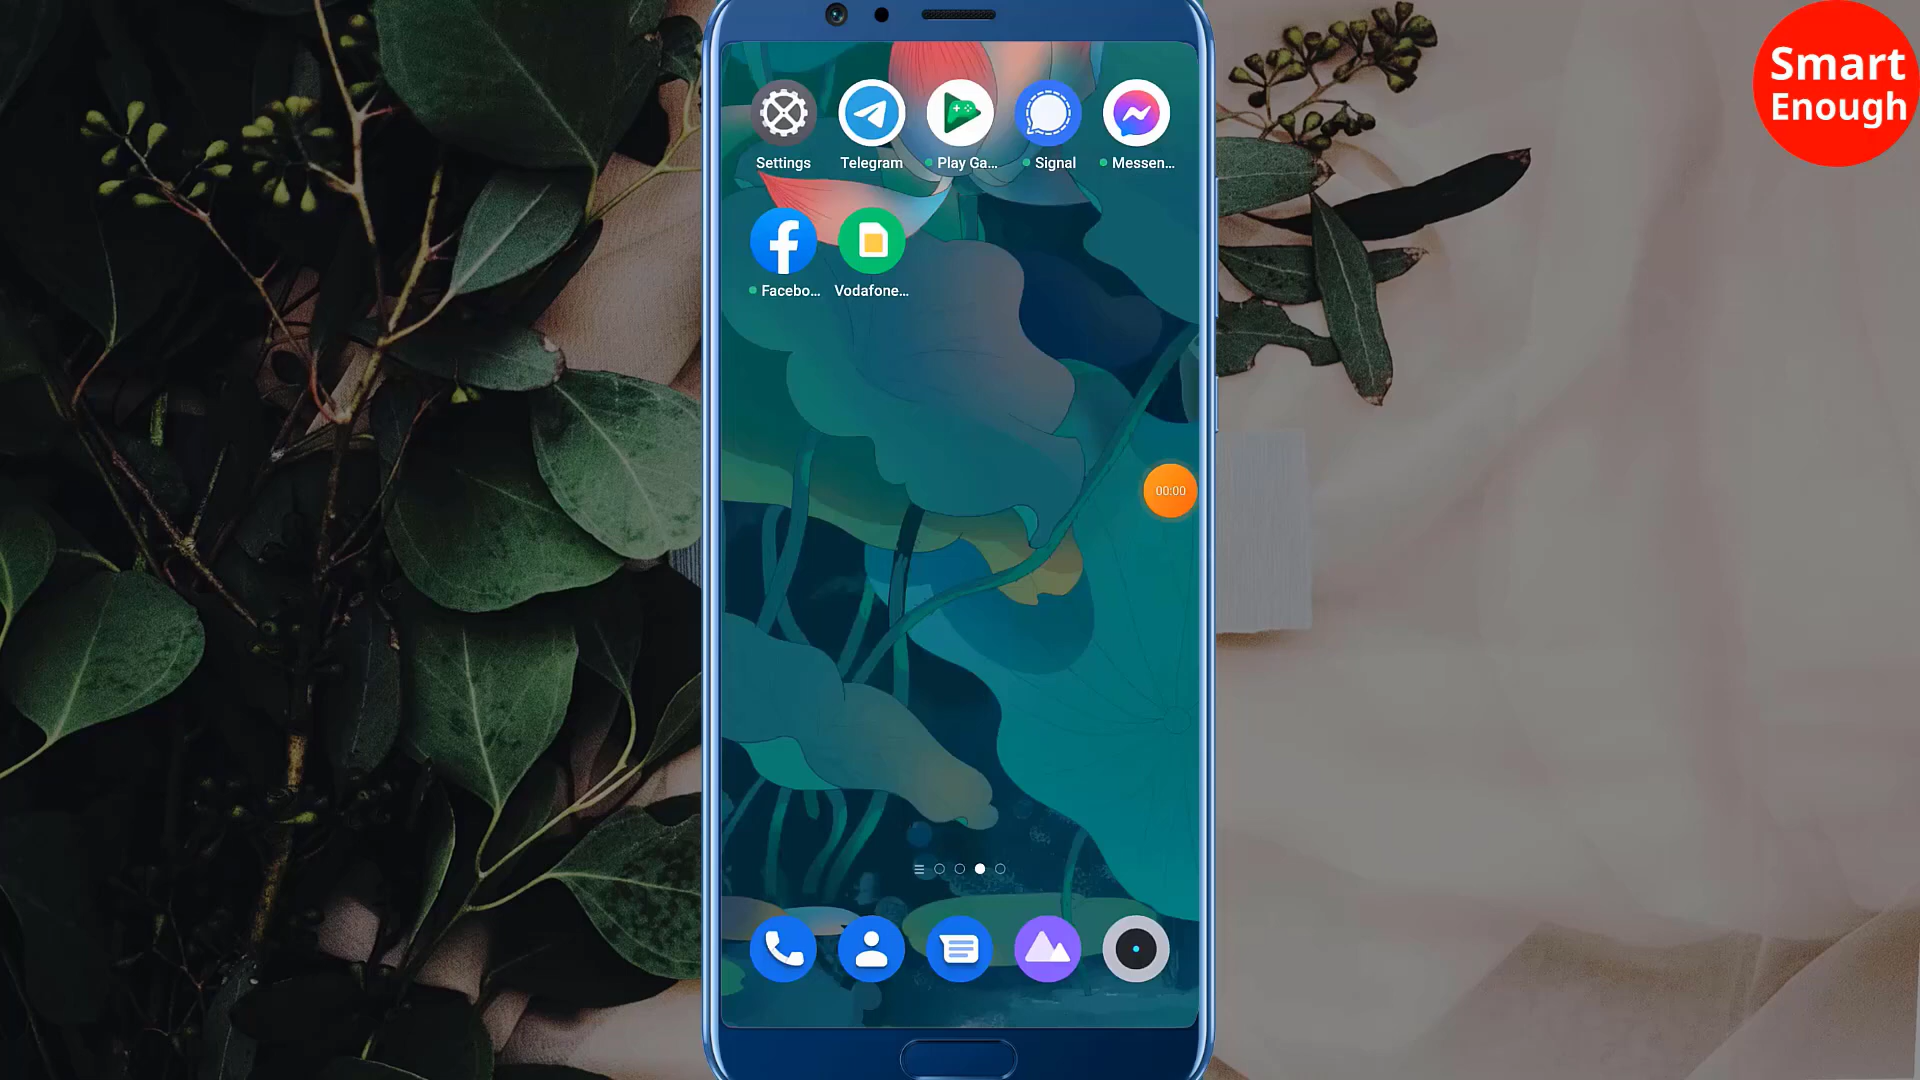 Smart
Enough
Settings
Telegram
Play Ga...
Signal
Messen...
Facebo...
Vodafone...
00:00